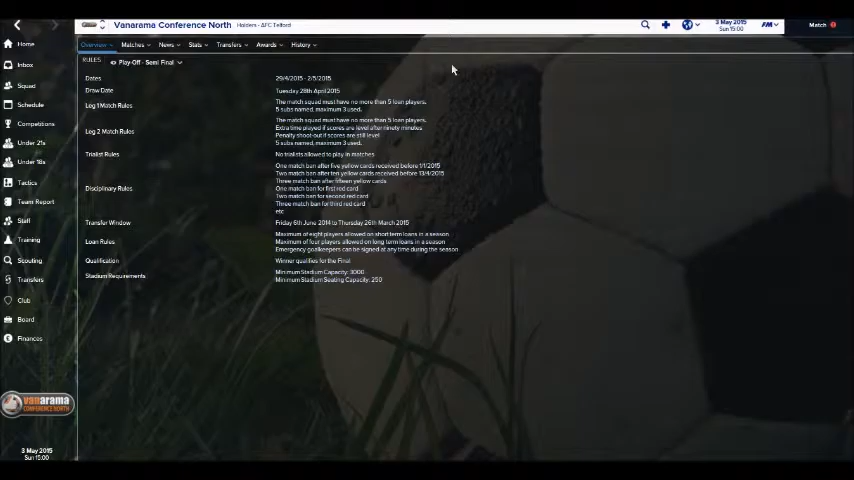 Vanarama Conference North
Holders - AFC Telford
3 May 2015
Sun 15:00
FM
Match
Home
Inbox
Squad
Schedule
Competitions
Under 21s
Under 18s
Tactics
Team Report
Staff
Training
Scouting
Transfers
Club
Board
Finances
vanarama
CONFERENCE NORTH
3 May 2015
Sun 15:00
Overview
Matches
News
Stats
Transfers
Awards
History
RULES
Play-Off - Semi Final
Dates
29/4/2015 - 2/5/2015
Draw Date
Tuesday 28th April 2015
Leg 1 Match Rules
The match squad must have no more than 5 loan players.
5 subs named, maximum 3 used.
Leg 2 Match Rules
The match squad must have no more than 5 loan players.
Extra time played if scores are level after ninety minutes
Penalty shoot-out if scores are still level
5 subs named, maximum 3 used.
Trialist Rules
No trialists allowed to play in matches
Disciplinary Rules
One match ban after five yellow cards received before 1/1/2015
Two match ban after ten yellow cards received before 13/4/2015
Three match ban after fifteen yellow cards
One match ban for first red card
Two match ban for second red card
Three match ban for third red card
etc
Transfer Window
Friday 6th June 2014 to Thursday 26th March 2015
Loan Rules
Maximum of eight players allowed on short term loans in a season
Maximum of four players allowed on long term loans in a season
Emergency goalkeepers can be signed at any time during the season
Qualification
Winner qualifies for the Final
Stadium Requirements
Minimum Stadium Capacity: 3000
Minimum Stadium Seating Capacity: 250